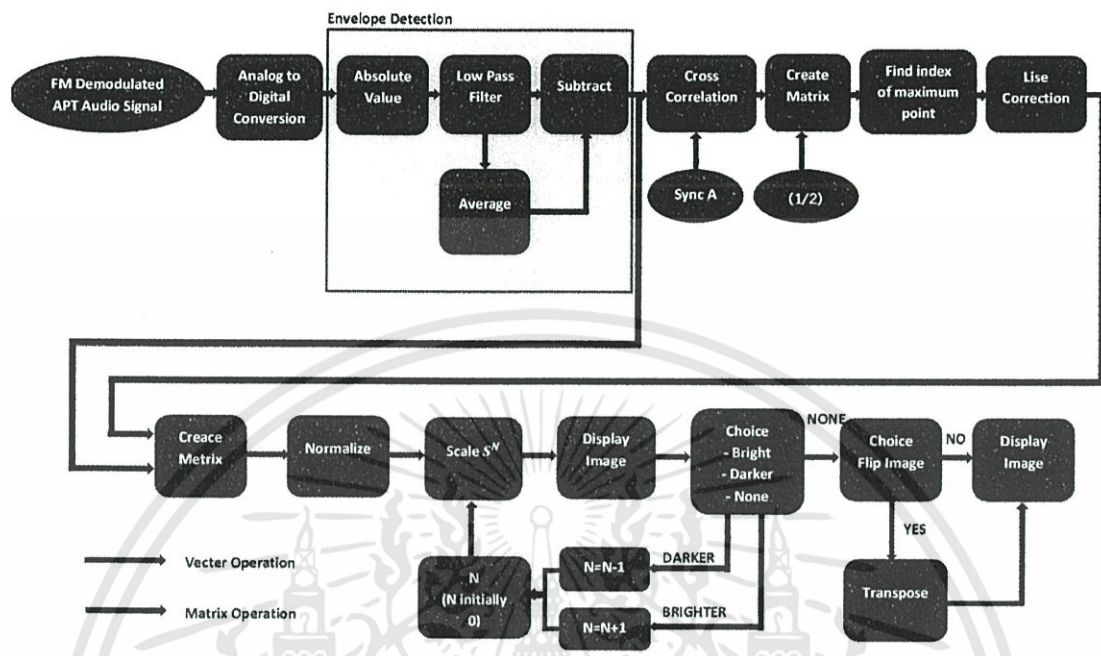 Envelope Detection
FM Demodulated
APT Audio Signal
Analog to
Digital
Conversion
Absolute
Value
Low Pass
Filter
Subtract
Average
Cross
Correlation
Sync A
Create
Matrix
(1/2)
Find index
of maximum
point
Lise
Correction
Creace
Metrix
Normalize
Scale S^N
Display
Image
Choice
- Bright
- Darker
- None
NONE
Choice
Flip Image
NO
Display
Image
YES
Transpose
DARKER
N=N-1
BRIGHTER
N=N+1
N
(N initially
0)
Vecter Operation
Matrix Operation